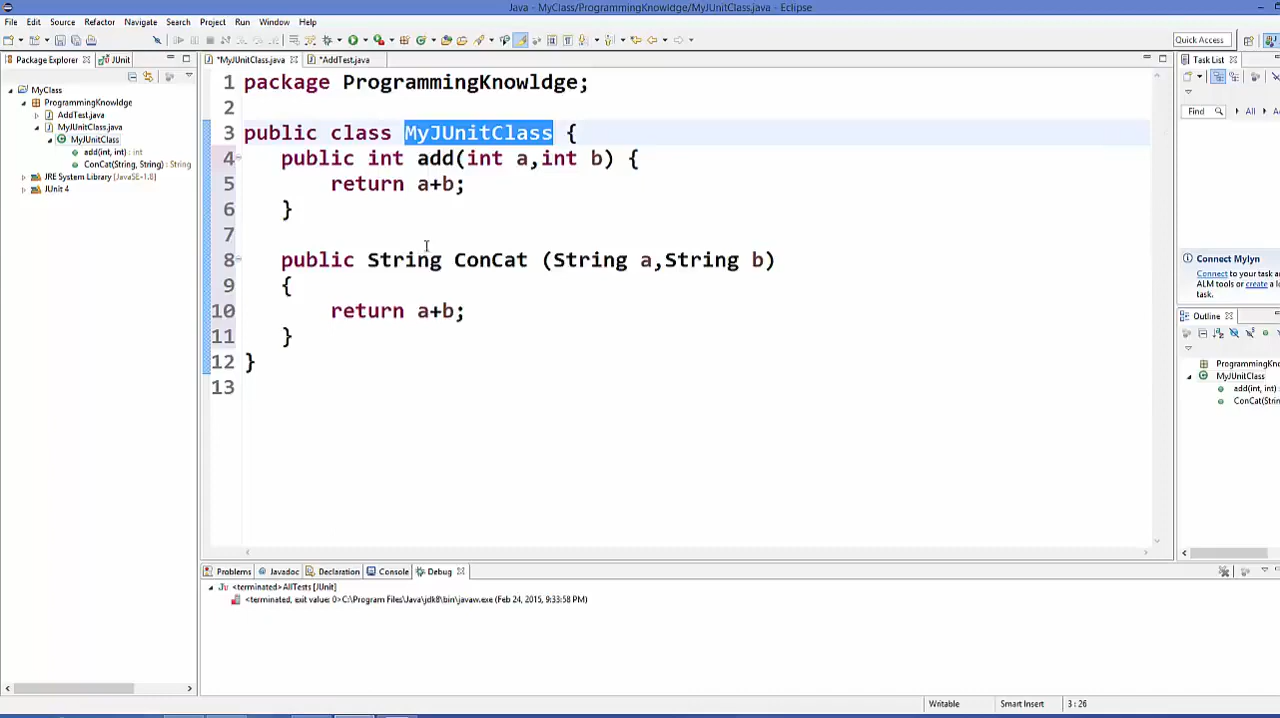 Java - MyClass/ProgrammingKnowldge/MyJUnitClass.java - Eclipse
File Edit Source Refactor Navigate Search Project Run Window Help
Quick Access
Package Explorer JUnit
*MyJUnitClass.java *AddTest.java
Task List
MyClass
ProgrammingKnowldge
AddTest.java
MyJUnitClass.java
MyJUnitClass
add(int, int) : int
ConCat(String, String) : String
JRE System Library [JavaSE-1.8]
JUnit 4
1 package ProgrammingKnowldge;
2
3 public class MyJUnitClass {
4 public int add(int a,int b) {
5 return a+b;
6 }
7
8 public String ConCat (String a,String b)
9 {
10 return a+b;
11 }
12 }
13
Find All
Connect Mylyn
Connect to your task a
ALM tools or create a l
task.
Outline
ProgrammingKno
MyJUnitClass
add(int, int) :
ConCat(Strin
Problems Javadoc Declaration Console Debug
<terminated>AllTests [JUnit]
<terminated, exit value: 0>C:\Program Files\Java\jdk8\bin\javaw.exe (Feb 24, 2015, 9:33:58 PM)
Writable Smart Insert 3 : 26